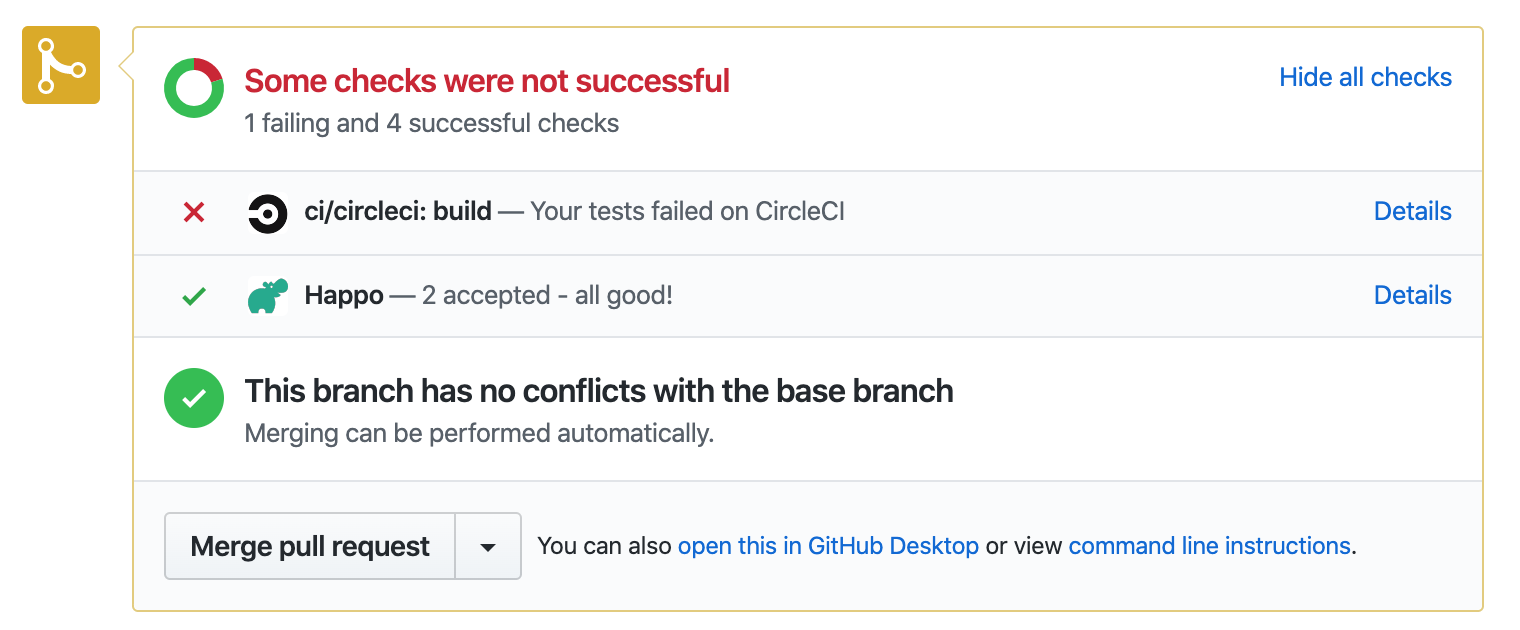 Some checks were not successful
Hide all checks
1 failing and 4 successful checks
ci/circleci: build — Your tests failed on CircleCI
Details
Happo — 2 accepted - all good!
Details
This branch has no conflicts with the base branch
Merging can be performed automatically.
Merge pull request
You can also open this in GitHub Desktop or view command line instructions.